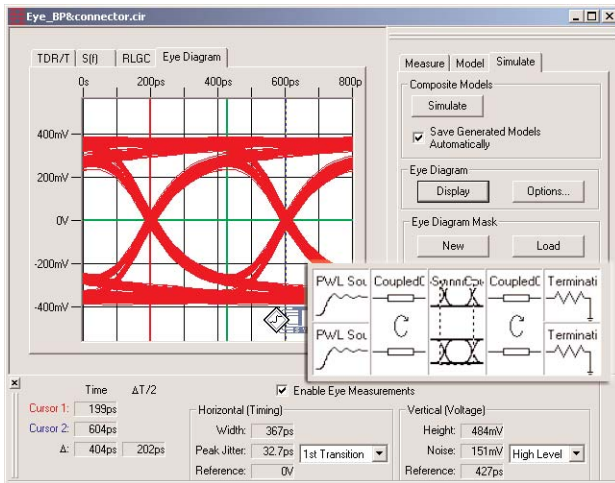 Eye_BP&connector.cir
TDR/T S(f) RLGC Eye Diagram
0s 200ps 400ps 600ps 800p
400mV
200mV
0V
-200mV
-400mV
Measure Model Simulate
Composite Models
Simulate
Save Generated Models
Automatically
Eye Diagram
Display Options...
Eye Diagram Mask
New Load
PWL Sou CoupledC CoupledC Terminati
PWL Sou Terminati
Time ΔT/2
Enable Eye Measurements
Cursor 1: 199ps
Cursor 2: 604ps
Δ: 404ps 202ps
Horizontal (Timing)
Width: 367ps
Peak Jitter: 32.7ps 1st Transition
Reference: 0V
Vertical (Voltage)
Height: 484mV
Noise: 151mV High Level
Reference: 427ps